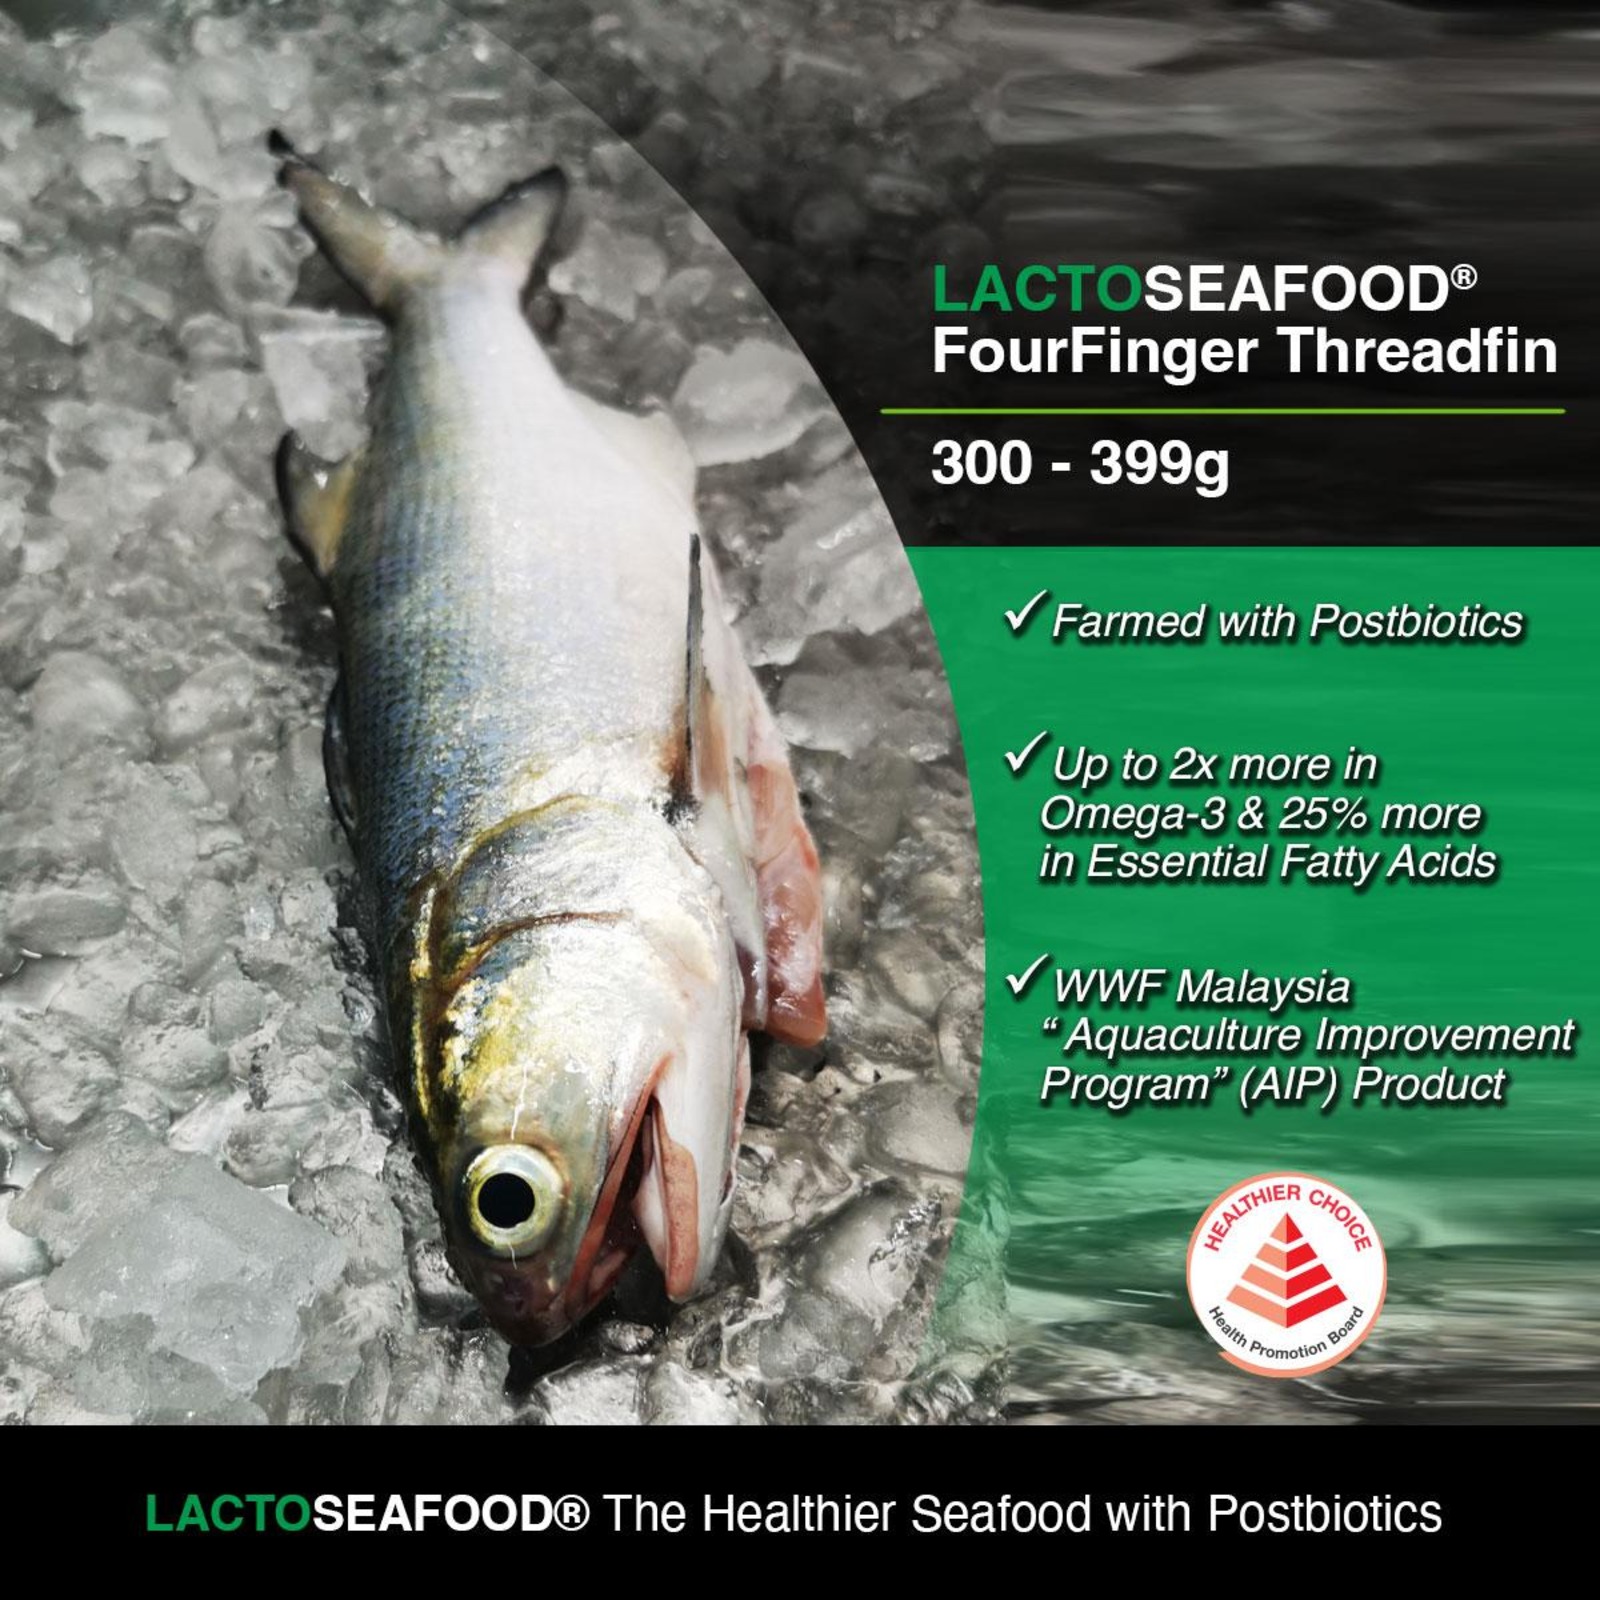 LACTOSEAFOOD®
FourFinger Threadfin
300 - 399g
✓ Farmed with Postbiotics
✓ Up to 2x more in
Omega-3 & 25% more
in Essential Fatty Acids
✓ WWF Malaysia
“ Aquaculture Improvement
Program” (AIP) Product
HEALTHIER CHOICE
Health Promotion Board
LACTOSEAFOOD® The Healthier Seafood with Postbiotics